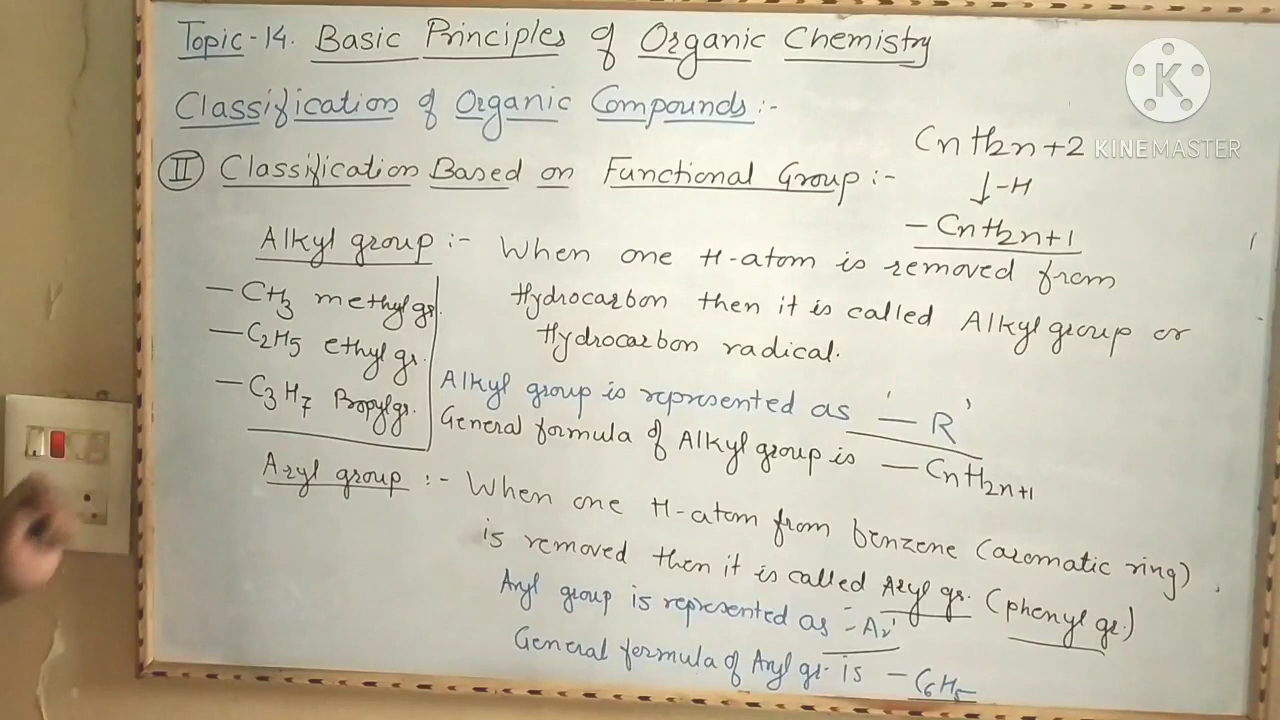 Topic-14. Basic Principles of Organic Chemistry
Classification of Organic Compounds:-
II Classification Based on Functional Group:-
CnH2n+2
↓-H
-CnH2n+1
K
KINEMASTER
Alkyl group:- When one H-atom is removed from
Hydrocarbon then it is called Alkyl group or
Hydrocarbon radical.
-CH3 methyl gr.
-C2H5 ethyl gr.
-C3H7 Propyl gr.
Alkyl group is represented as '-R'
General formula of Alkyl group is -CnH2n+1
Aryl group:- When one H-atom from benzene (aromatic ring)
is removed then it is called Aryl gr. (phenyl gr.)
Aryl group is represented as '-Ar'
General formula of Aryl gr. is -C6H5